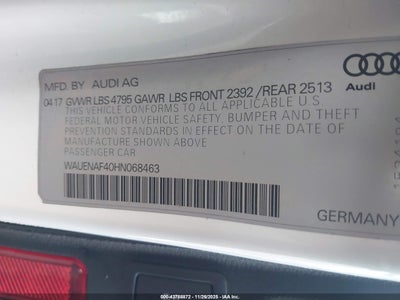 MFD. BY AUDI AG
04 17 GVWR LBS 4795 GAWR LBS FRONT 2392 / REAR 2513
THIS VEHICLE CONFORMS TO ALL APPLICABLE U.S
FEDERAL MOTOR VEHICLE SAFETY, BUMPER AND THEFT
PREVENTION STANDARDS IN EFFECT ON THE DATE
OF MANUFACTURE SHOWN ABOVE
PASSENGER CAR
WAUENAF40HN068463
Audi
GERMANY
000-43788872 - 11/26/2025 - IAA Inc.